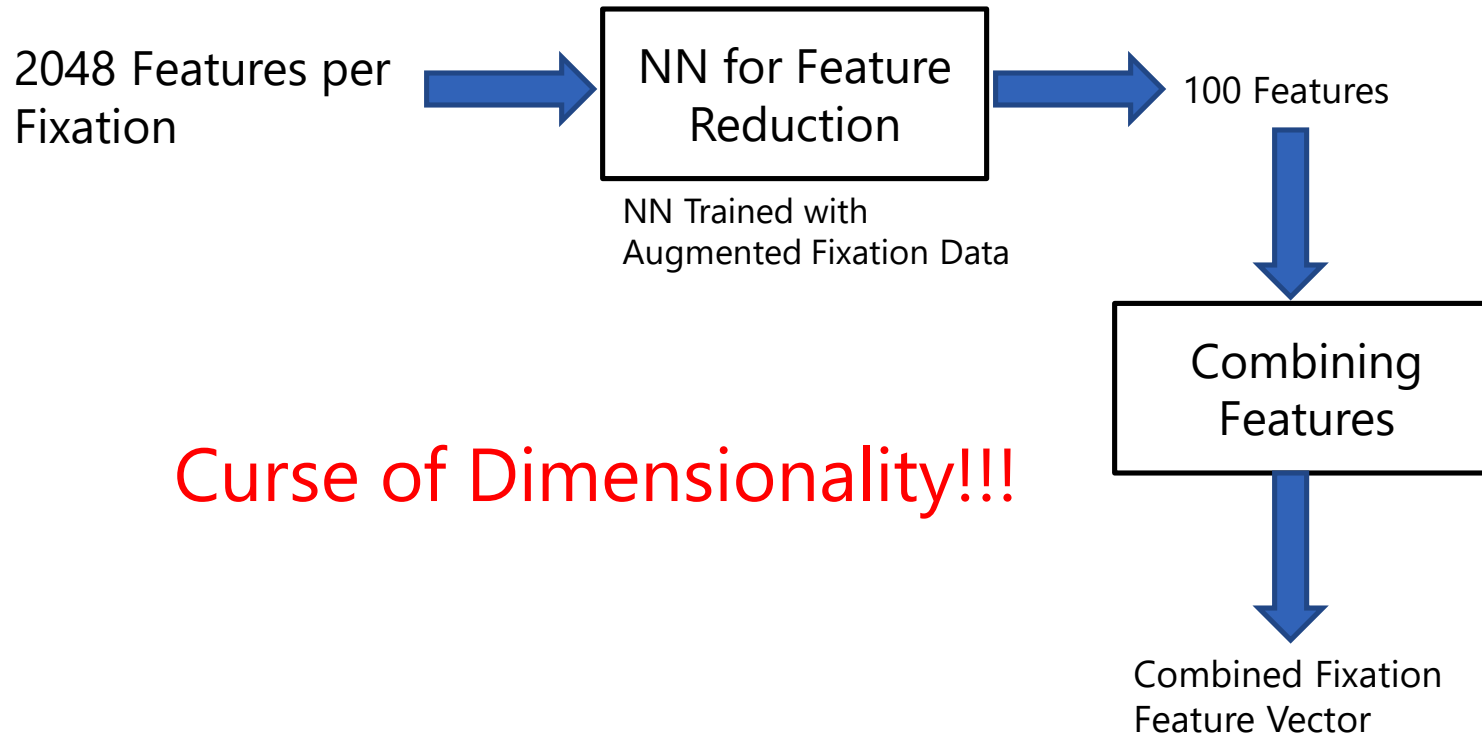 2048 Features per
Fixation
NN for Feature
Reduction
100 Features
NN Trained with
Augmented Fixation Data
Combining
Features
Curse of Dimensionality!!!
Combined Fixation
Feature Vector